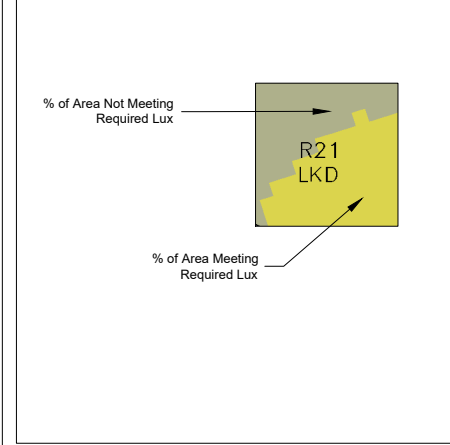 % of Area Not Meeting
Required Lux
R21
LKD
% of Area Meeting
Required Lux